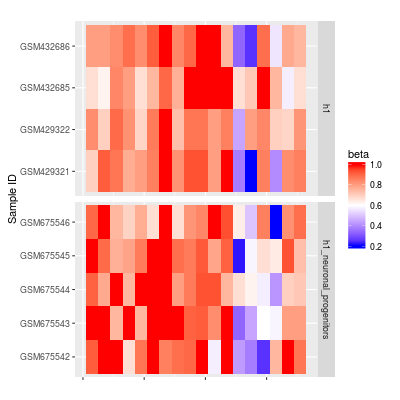 Sample ID
GSM432686
GSM432685
GSM429322
GSM429321
h1
GSM675546
GSM675545
GSM675544
GSM675543
GSM675542
h1_neuronal_progenitors
beta
1.0
0.8
0.6
0.4
0.2